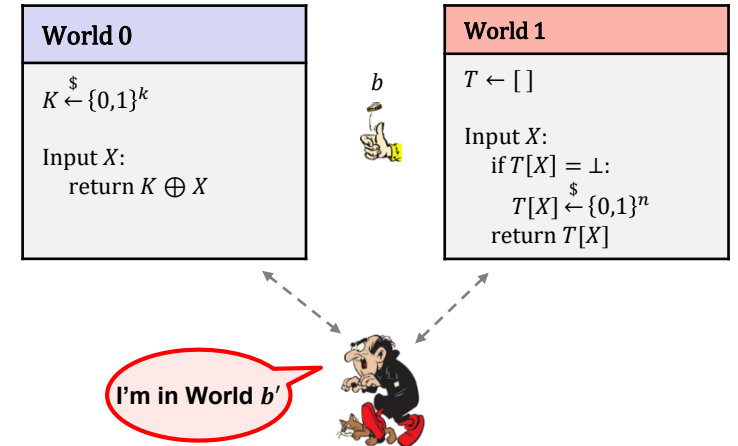 World 0
K ←$ {0,1}^k
Input X:
return K ⊕ X
b
World 1
T ← [ ]
Input X:
if T[X] = ⊥:
T[X] ←$ {0,1}^n
return T[X]
I'm in World b′